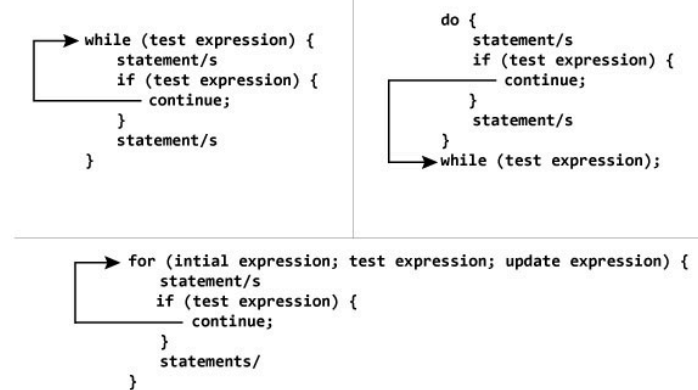 while (test expression) {
statement/s
if (test expression) {
continue;
}
statement/s
}
do {
statement/s
if (test expression) {
continue;
}
statement/s
}
while (test expression);
for (intial expression; test expression; update expression) {
statement/s
if (test expression) {
continue;
}
statements/
}